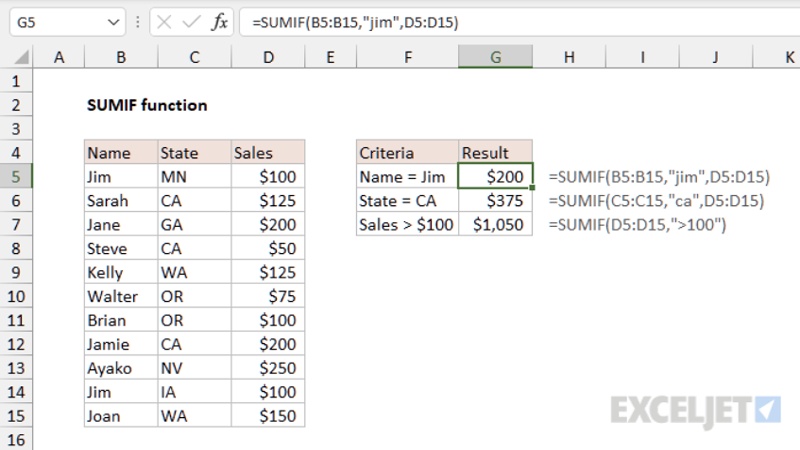 G5 fx =SUMIF(B5:B15,"jim",D5:D15)
A B C D E F G H I J K
1
2 SUMIF function
3
4 Name State Sales Criteria Result
5 Jim MN $100 Name = Jim $200 =SUMIF(B5:B15,"jim",D5:D15)
6 Sarah CA $125 State = CA $375 =SUMIF(C5:C15,"ca",D5:D15)
7 Jane GA $200 Sales > $100 $1,050 =SUMIF(D5:D15,">100")
8 Steve CA $50
9 Kelly WA $125
10 Walter OR $75
11 Brian OR $100
12 Jamie CA $200
13 Ayako NV $250
14 Jim IA $100
15 Joan WA $150
16
EXCELJET